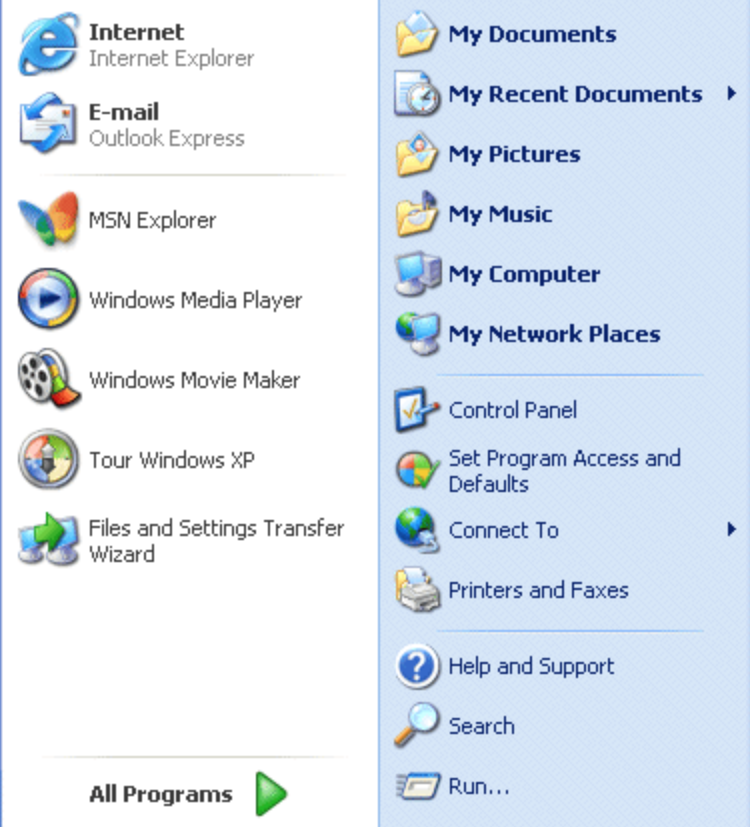 Internet
Internet Explorer
E-mail
Outlook Express
MSN Explorer
Windows Media Player
Windows Movie Maker
Tour Windows XP
Files and Settings Transfer
Wizard
All Programs
My Documents
My Recent Documents
My Pictures
My Music
My Computer
My Network Places
Control Panel
Set Program Access and
Defaults
Connect To
Printers and Faxes
Help and Support
Search
Run...